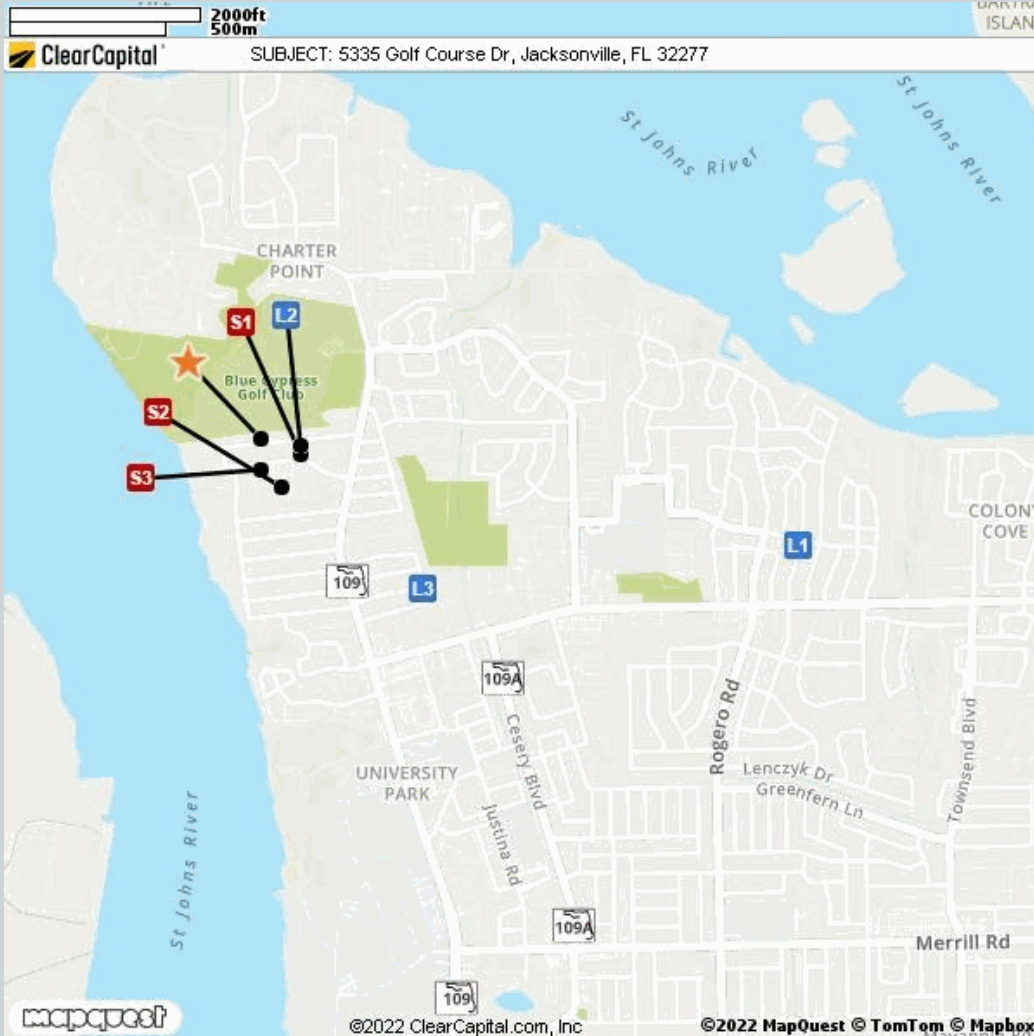 2000ft
500m
ISLAN
ClearCapital
SUBJECT: 5335 Golf Course Dr, Jacksonville, FL 32277
St Johns River
St Johns River
CHARTER
POINT
S1
L2
Blue Cypress
Golf Club
S2
S3
COLONY
COVE
L1
109
L3
109A
Rogero Rd
Cesery Blvd
Townsend Blvd
UNIVERSITY
PARK
Lenczyk Dr
Greenfern Ln
Justina Rd
St Johns River
109A
Merrill Rd
109
mapquest
©2022 ClearCapital.com, Inc
©2022 MapQuest © TomTom © Mapbox